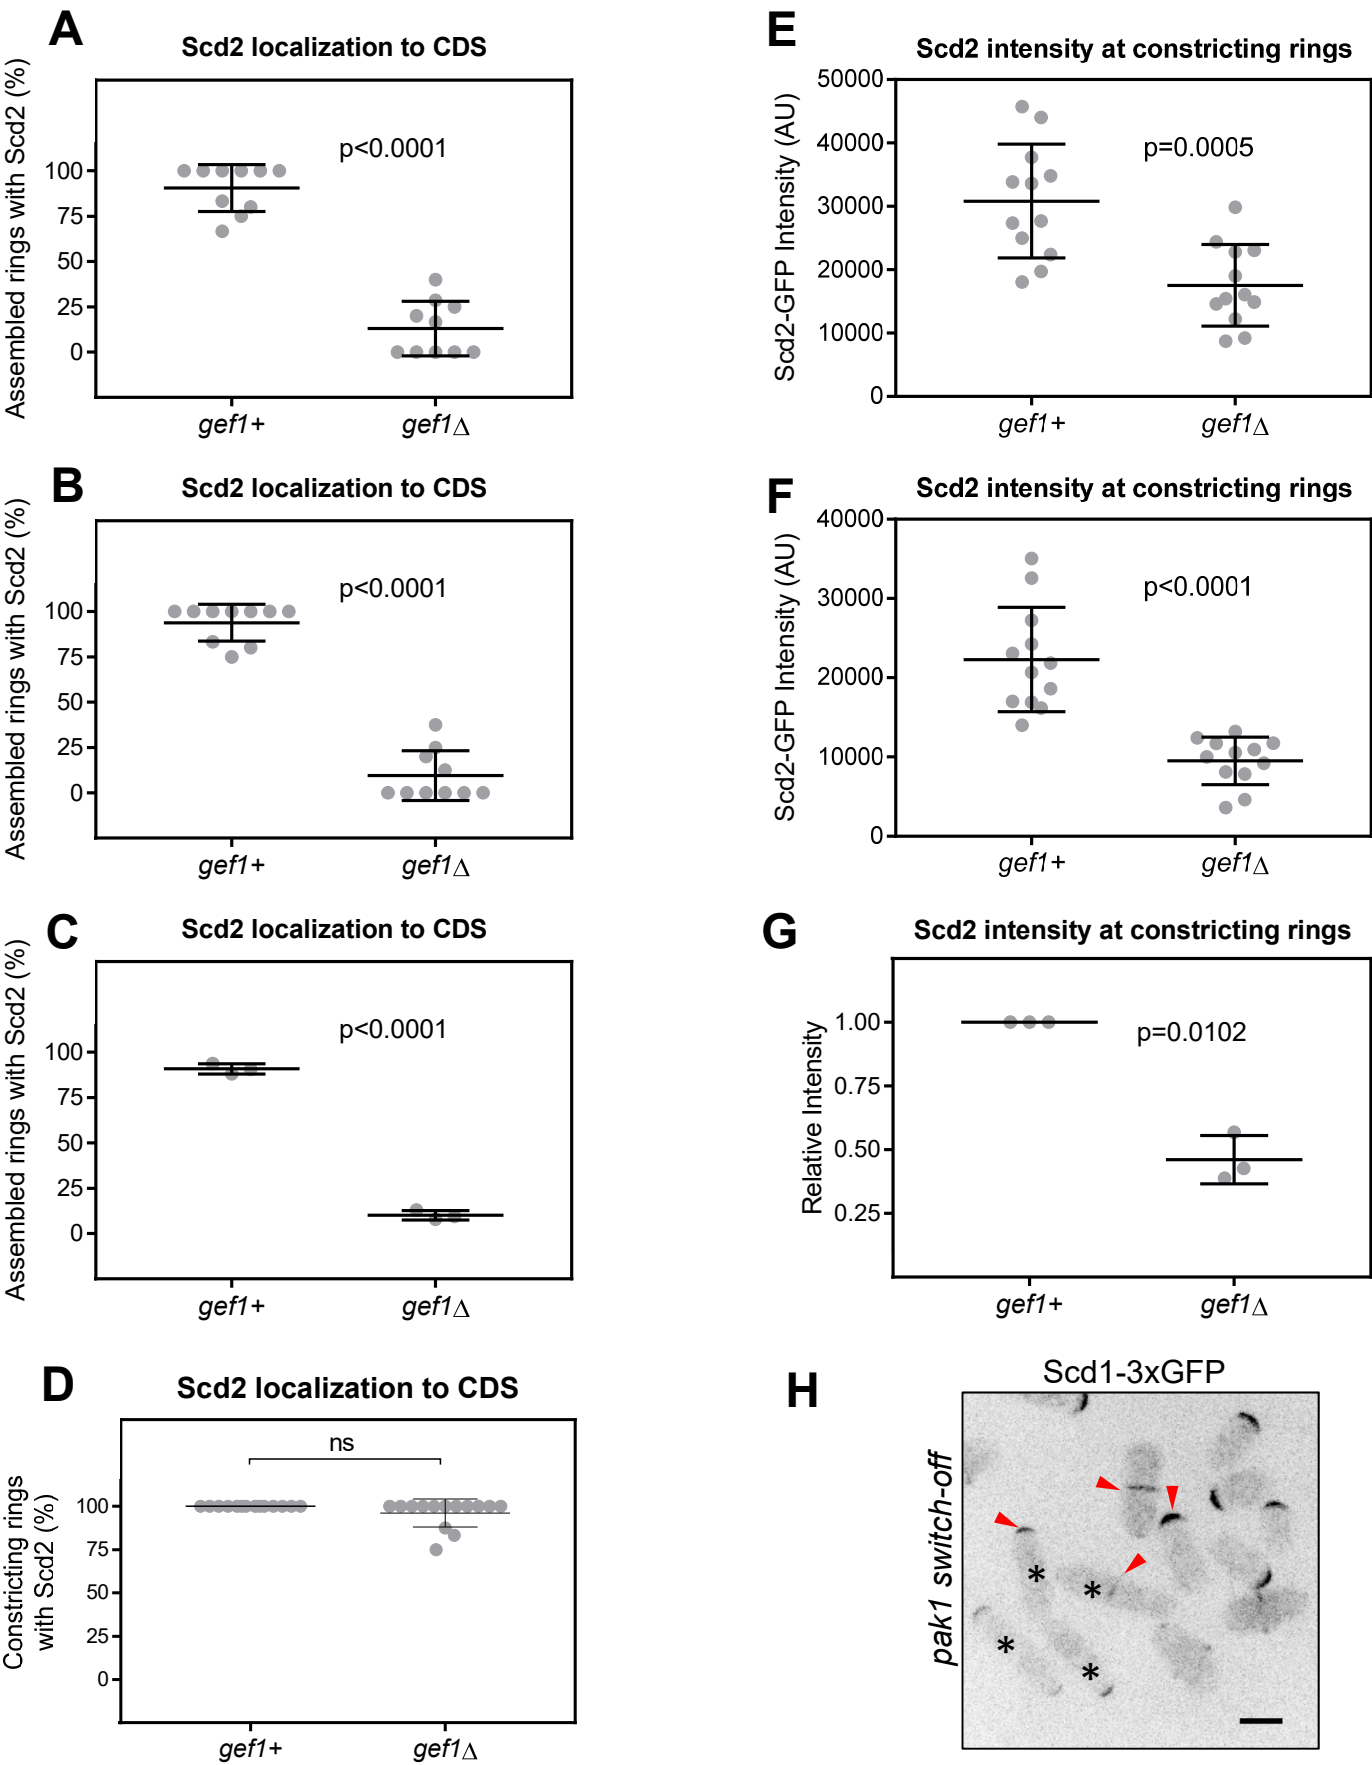 A
Scd2 localization to CDS
Assembled rings with Scd2 (%)
p<0.0001
100
75
50
25
0
gef1+
gef1Δ
B
Scd2 localization to CDS
Assembled rings with Scd2 (%)
p<0.0001
100
75
50
25
0
gef1+
gef1Δ
C
Scd2 localization to CDS
Assembled rings with Scd2 (%)
p<0.0001
100
75
50
25
0
gef1+
gef1Δ
D
Scd2 localization to CDS
Constricting rings
with Scd2 (%)
ns
100
75
50
25
0
gef1+
gef1Δ
E
Scd2 intensity at constricting rings
Scd2-GFP Intensity (AU)
p=0.0005
50000
40000
30000
20000
10000
0
gef1+
gef1Δ
F
Scd2 intensity at constricting rings
Scd2-GFP Intensity (AU)
p<0.0001
40000
30000
20000
10000
0
gef1+
gef1Δ
G
Scd2 intensity at constricting rings
Relative Intensity
p=0.0102
1.00
0.75
0.50
0.25
gef1+
gef1Δ
H
Scd1-3xGFP
pak1 switch-off
*
*
*
*